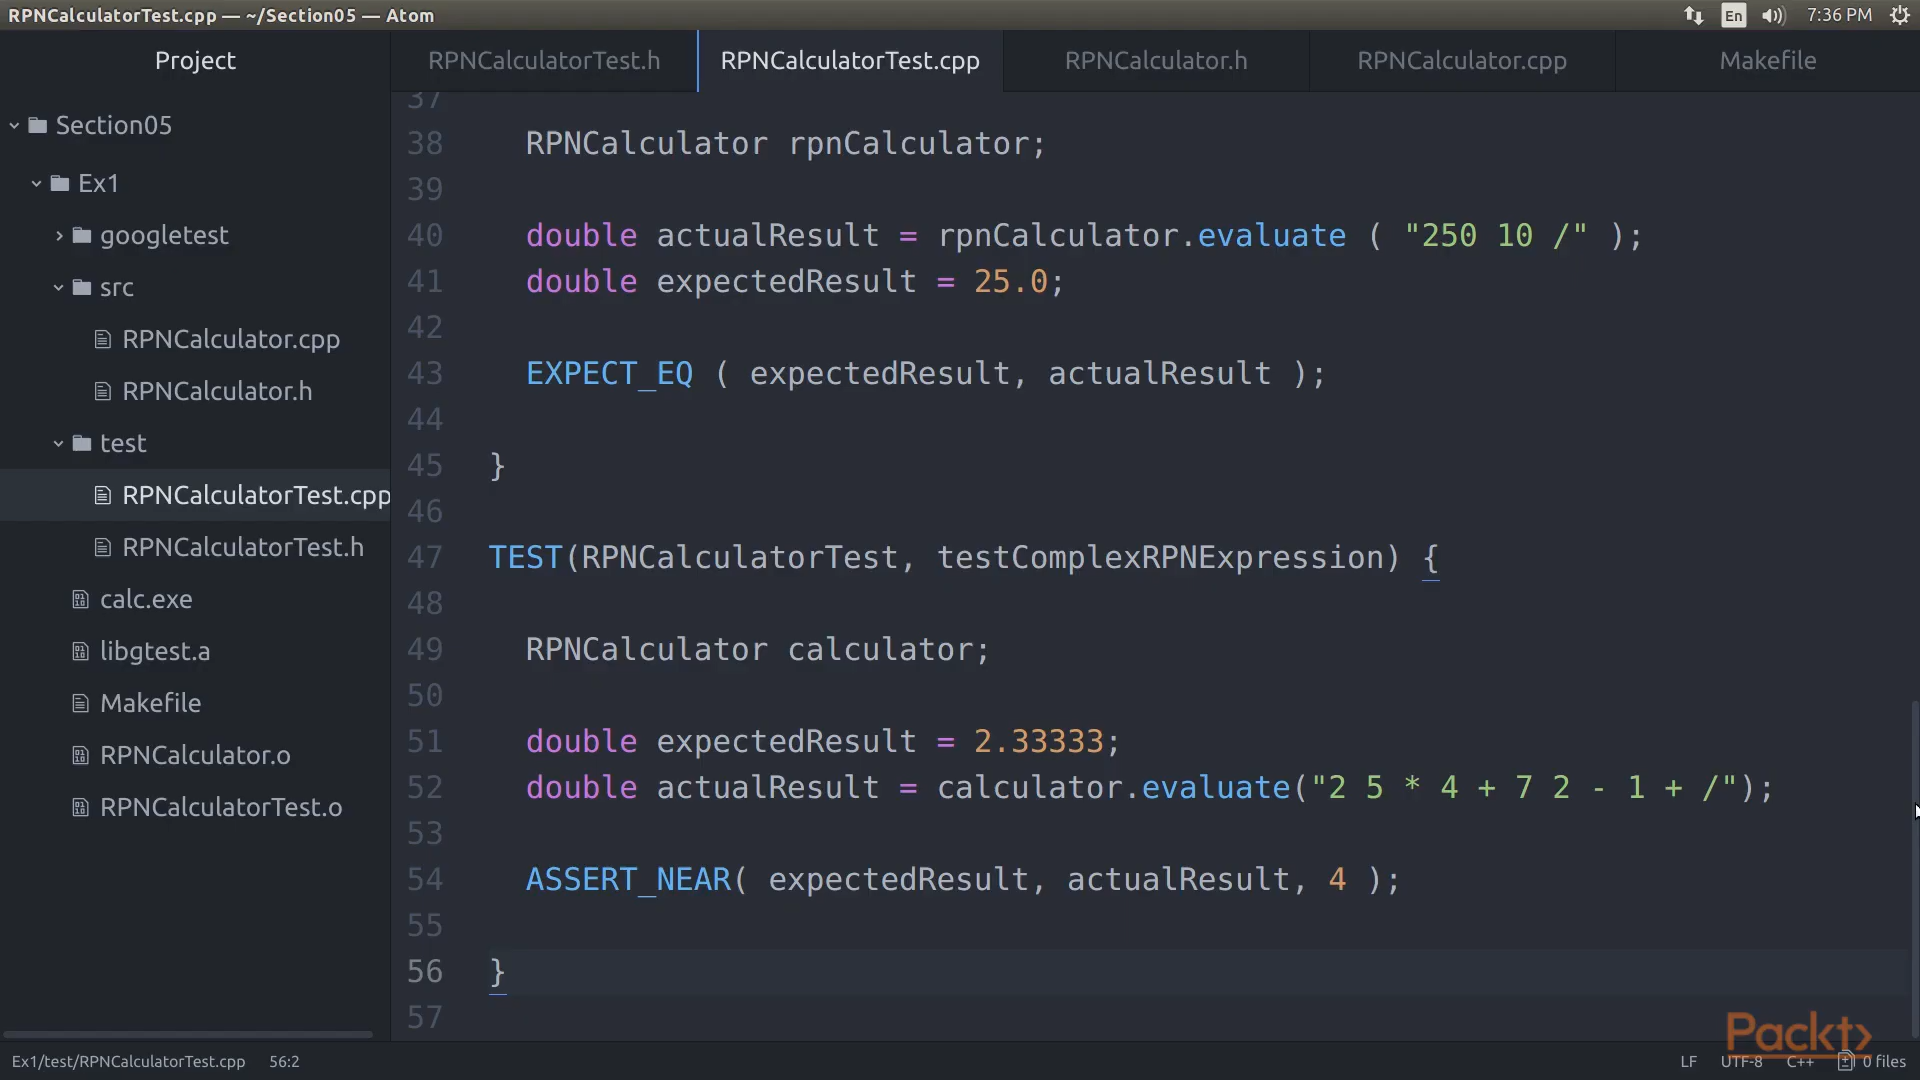 RPNCalculatorTest.cpp — ~/Section05 — Atom
En
7:36 PM
Project
RPNCalculatorTest.h
RPNCalculatorTest.cpp
RPNCalculator.h
RPNCalculator.cpp
Makefile
Section05
Ex1
googletest
src
RPNCalculator.cpp
RPNCalculator.h
test
RPNCalculatorTest.cpp
RPNCalculatorTest.h
calc.exe
libgtest.a
Makefile
RPNCalculator.o
RPNCalculatorTest.o
37
38 RPNCalculator rpnCalculator;
39
40 double actualResult = rpnCalculator.evaluate ( "250 10 /" );
41 double expectedResult = 25.0;
42
43 EXPECT_EQ ( expectedResult, actualResult );
44
45 }
46
47 TEST(RPNCalculatorTest, testComplexRPNExpression) {
48
49 RPNCalculator calculator;
50
51 double expectedResult = 2.33333;
52 double actualResult = calculator.evaluate("2 5 * 4 + 7 2 - 1 + /");
53
54 ASSERT_NEAR( expectedResult, actualResult, 4 );
55
56 }
57
Packt>
Ex1/test/RPNCalculatorTest.cpp 56:2
LF UTF-8 C++ 0 files